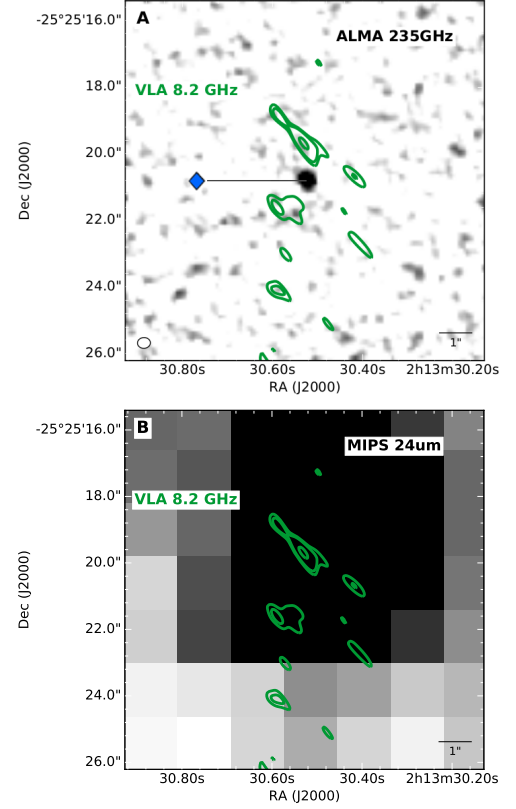 -25°25'16.0"
A
ALMA 235GHz
18.0"
VLA 8.2 GHz
20.0"
Dec (J2000)
22.0"
24.0"
26.0"
1"
30.80s 30.60s 30.40s 2h13m30.20s
RA (J2000)
-25°25'16.0"
B
MIPS 24um
18.0"
VLA 8.2 GHz
20.0"
Dec (J2000)
22.0"
24.0"
26.0"
1"
30.80s 30.60s 30.40s 2h13m30.20s
RA (J2000)